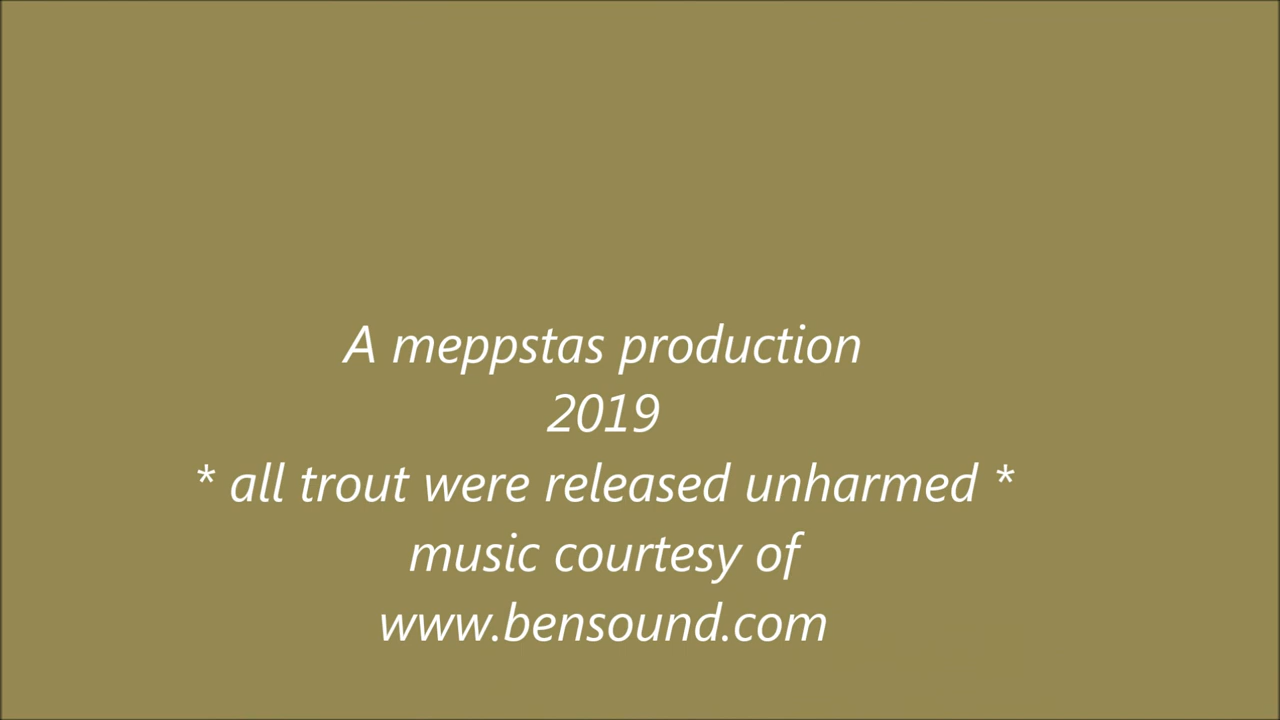 A meppstas production
2019
* all trout were released unharmed *
music courtesy of
www.bensound.com